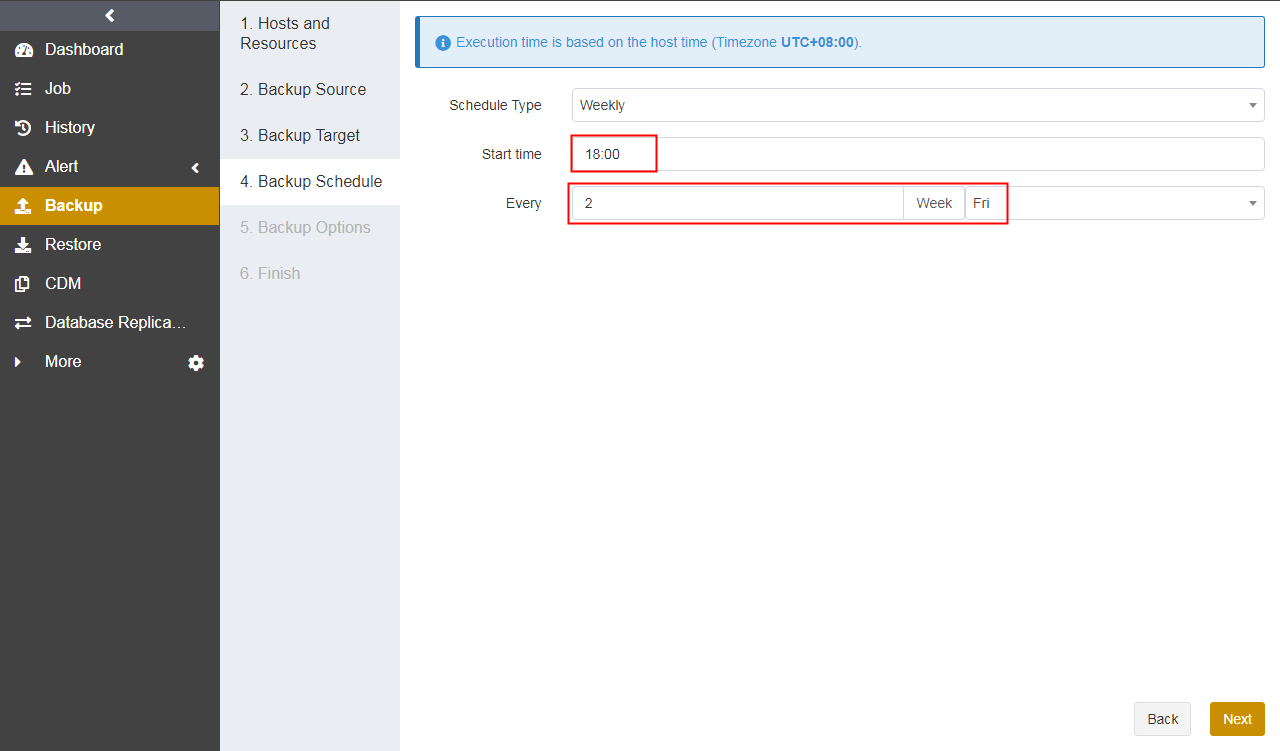 Dashboard
Job
History
Alert
Backup
Restore
CDM
Database Replica...
More
1. Hosts and
Resources
2. Backup Source
3. Backup Target
4. Backup Schedule
5. Backup Options
6. Finish
Execution time is based on the host time (Timezone UTC+08:00).
Schedule Type Weekly
Start time 18:00
Every 2 Week Fri
Back Next